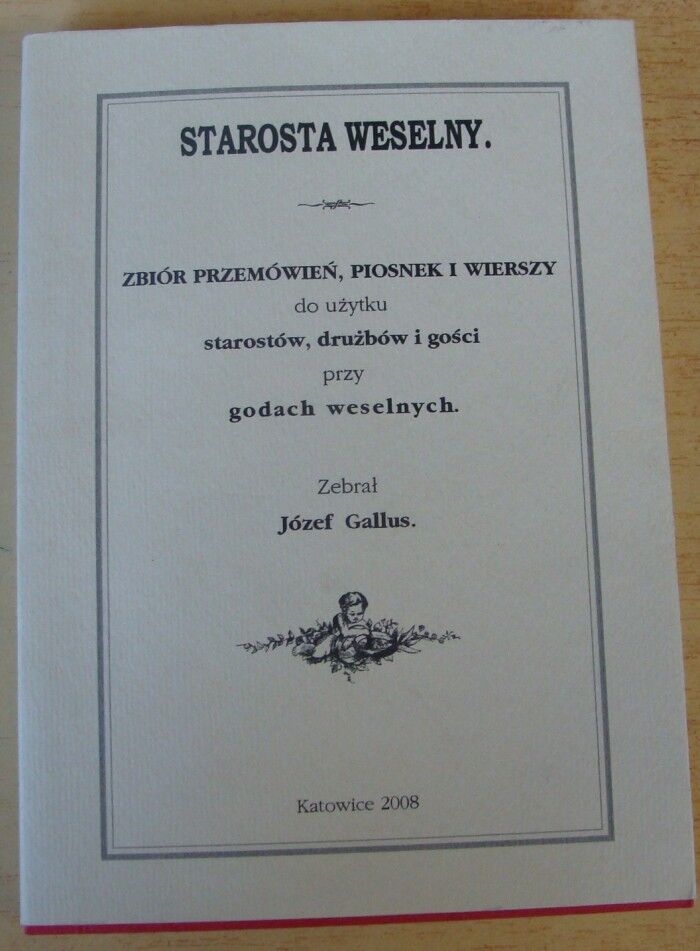 STAROSTA WESELNY.
ZBIÓR PRZEMÓWIEŃ, PIOSNEK I WIERSZY
do użytku
starostów, drużbów i gości
przy
godach weselnych.
Zebrał
Józef Gallus.
Katowice 2008